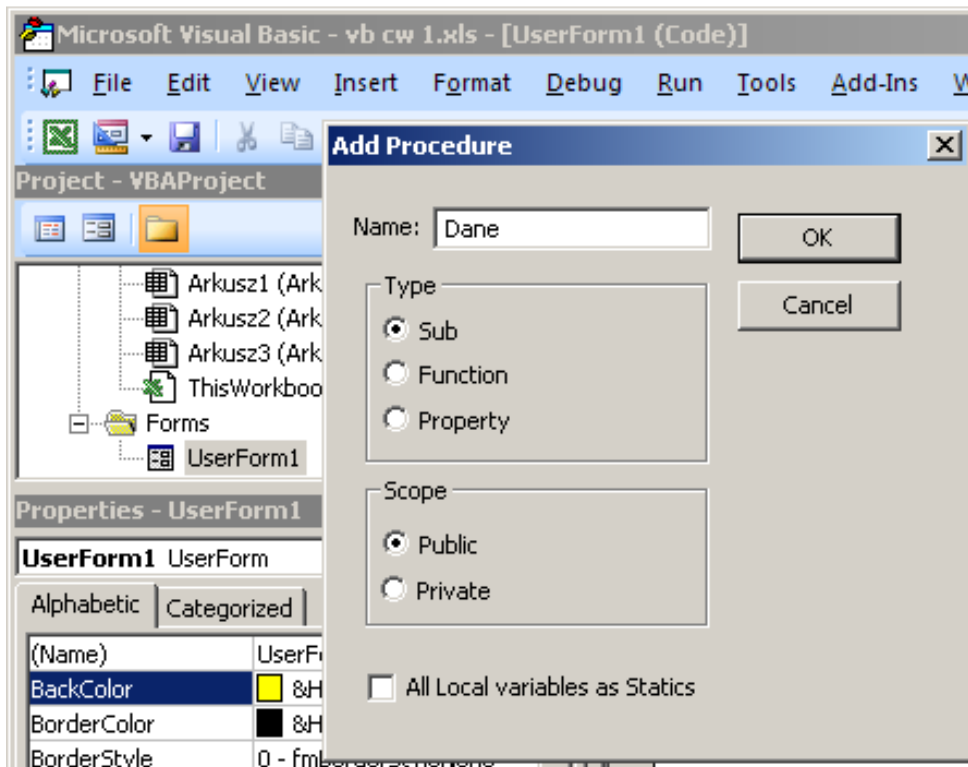 Microsoft Visual Basic - vb cw 1.xls - [UserForm1 (Code)]
File Edit View Insert Format Debug Run Tools Add-Ins W
Add Procedure
Project - VBAProject
Name: Dane
OK
Cancel
Type
Sub
Function
Property
Arkusz1 (Ark
Arkusz2 (Ark
Arkusz3 (Ark
ThisWorkboo
Forms
UserForm1
Scope
Public
Private
All Local variables as Statics
Properties - UserForm1
UserForm1 UserForm
Alphabetic Categorized
(Name) UserF
BackColor &H
BorderColor &H
BorderStyle 0 -